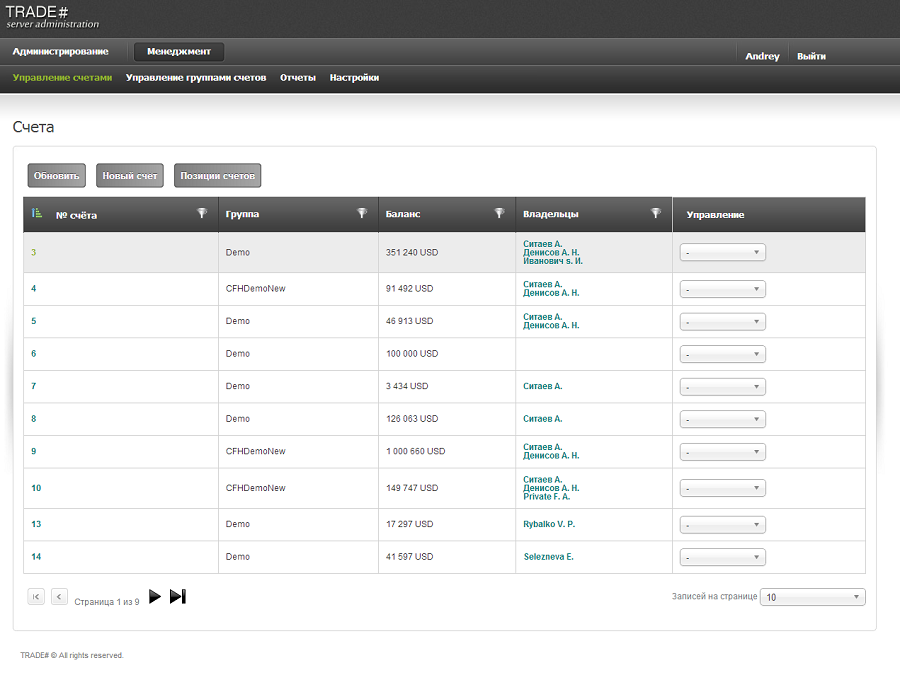 TRADE#
server administration
Администрирование Менеджмент Andrey Выйти
Управление счетами Управление группами счетов Отчеты Настройки
Счета
Обновить Новый счёт Позиции счетов
№ счёта Группа Баланс Владельцы Управление
3 Demo 351 240 USD Ситаев А.
Денисов А. Н.
Иванович s. И.
-
4 CFHDemoNew 91 492 USD Ситаев А.
Денисов А. Н.
-
5 Demo 46 913 USD Ситаев А.
Денисов А. Н.
-
6 Demo 100 000 USD -
7 Demo 3 434 USD Ситаев А. -
8 Demo 126 063 USD Ситаев А. -
9 CFHDemoNew 1 000 660 USD Ситаев А.
Денисов А. Н.
-
10 CFHDemoNew 149 747 USD Ситаев А.
Денисов А. Н.
Private F. A.
-
13 Demo 17 297 USD Rybalko V. P. -
14 Demo 41 597 USD Selezneva E. -
Страница 1 из 9 Записей на странице 10
TRADE# © All rights reserved.